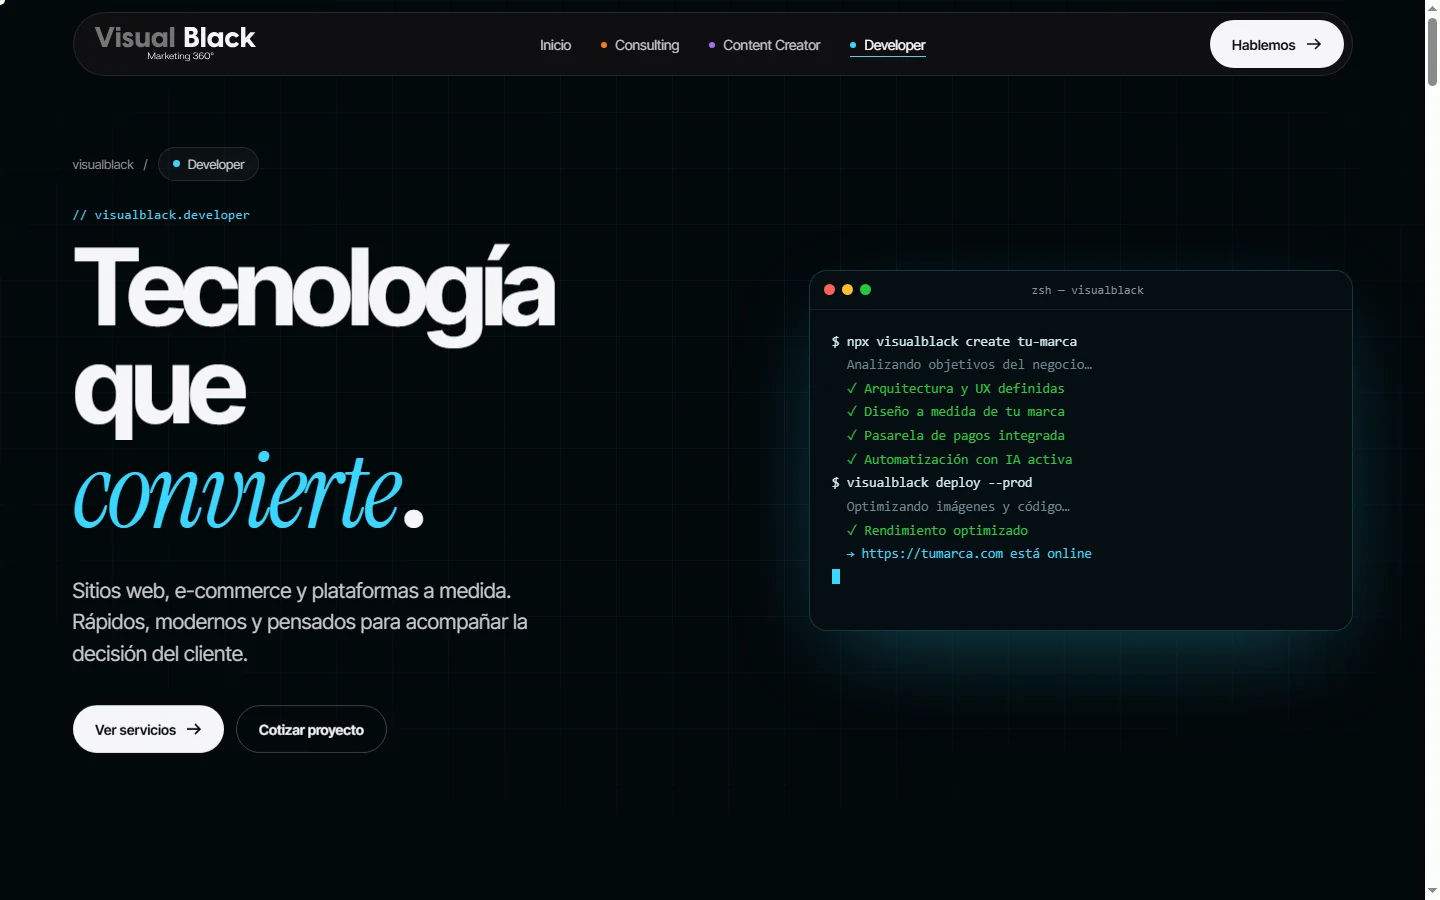 Visual Black
Marketing 360°
Inicio
Consulting
Content Creator
Developer
Hablemos →
visualblack / Developer
// visualblack.developer
Tecnología
que
convierte.
Sitios web, e-commerce y plataformas a medida.
Rápidos, modernos y pensados para acompañar la
decisión del cliente.
Ver servicios →
Cotizar proyecto
zsh — visualblack
$ npx visualblack create tu-marca
Analizando objetivos del negocio…
✓ Arquitectura y UX definidas
✓ Diseño a medida de tu marca
✓ Pasarela de pagos integrada
✓ Automatización con IA activa
$ visualblack deploy --prod
Optimizando imágenes y código…
✓ Rendimiento optimizado
→ https://tumarca.com está online